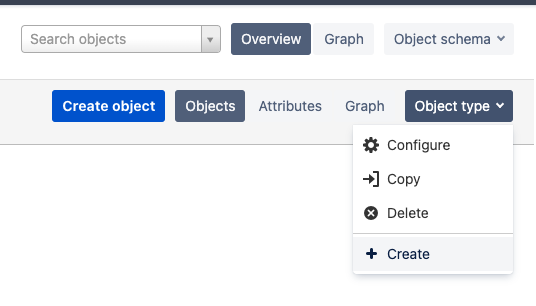 Search objects Overview Graph Object schema
Create object Objects Attributes Graph Object type
Configure
Copy
Delete
Create